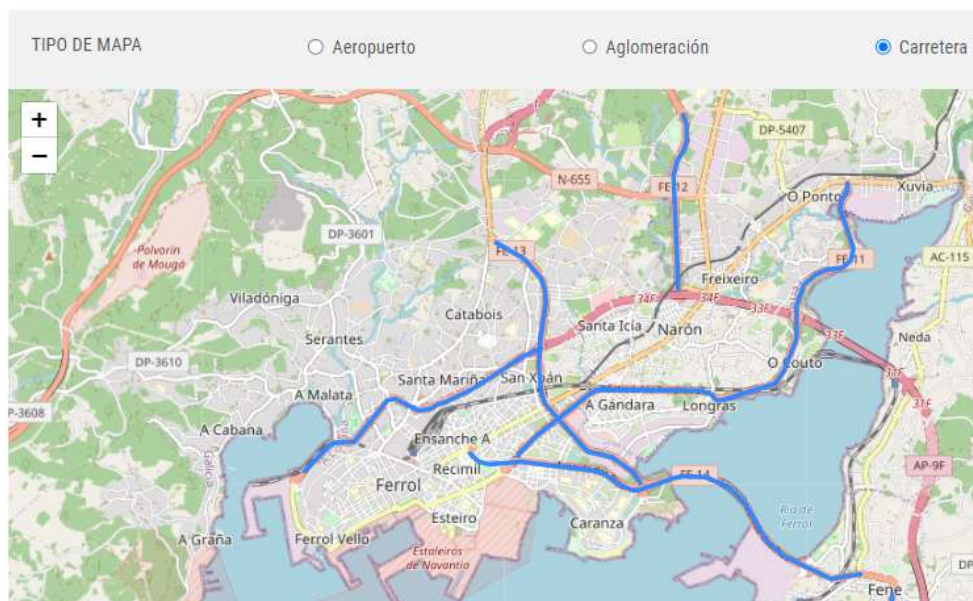 TIPO DE MAPA
Aeropuerto
Aglomeración
Carretera
+
−
DP-5407
N-655
FE-12
O Ponto
Xuvia
Polvorín
de Mougá
DP-3601
FE-13
FE-11
AC-115
Viladóniga
Catabois
Freixeiro
34F
34F
33F
Serantes
Santa Icía
Narón
33F
Neda
DP-3610
O Couto
31F
Santa Mariña
San Xoán
P-3608
A Malata
A Gándara
Longras
31F
A Cabana
Ensanche A
Recimil
FE-14
AP-9F
Ferrol
Ría de
Ferrol
Esteiro
Caranza
A Graña
Ferrol Vello
Estaleiros
de Navantia
DP
Fene